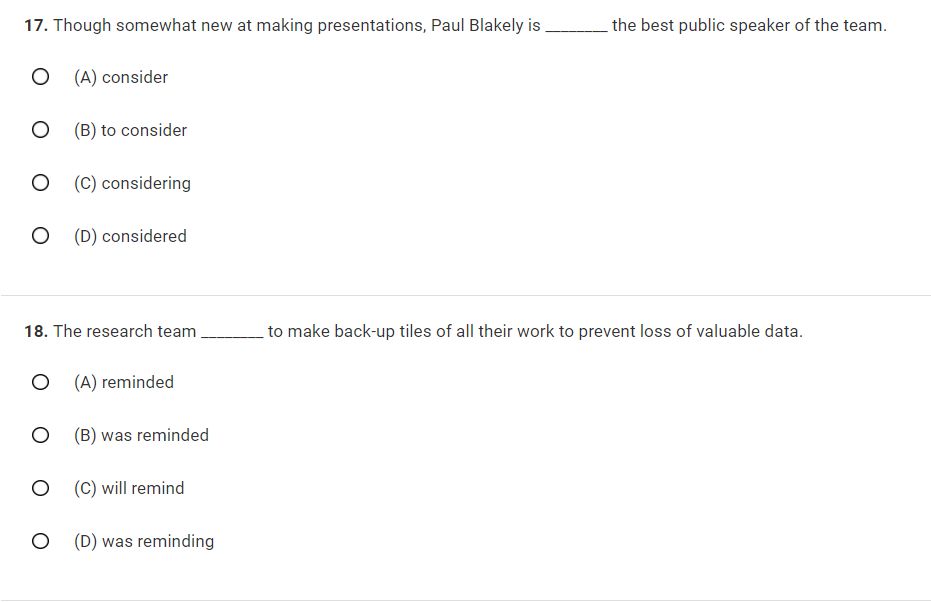 17. Though somewhat new at making presentations, Paul Blakely is ________ the best public speaker of the team.
(A) consider
(B) to consider
(C) considering
(D) considered
18. The research team ________ to make back-up tiles of all their work to prevent loss of valuable data.
(A) reminded
(B) was reminded
(C) will remind
(D) was reminding